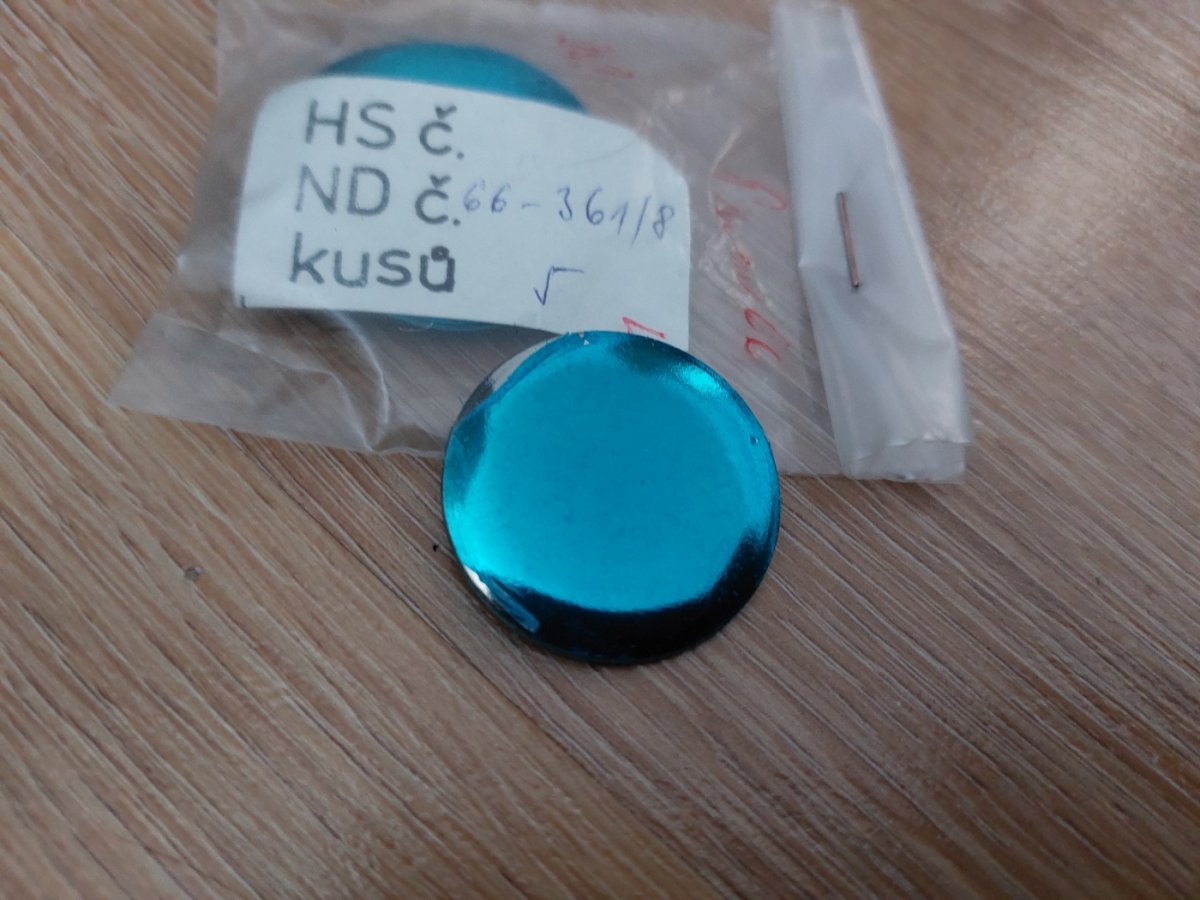 HS č.
ND č. 66-361/8
kusů 5